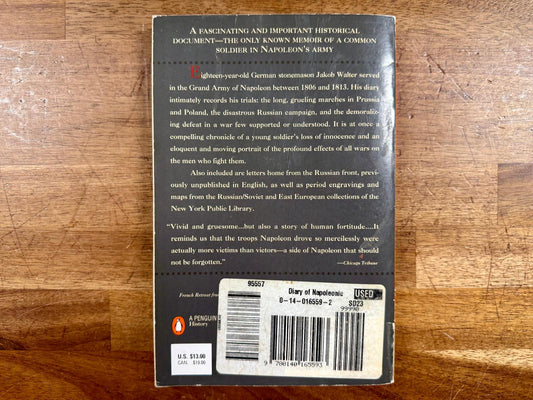 A FASCINATING AND IMPORTANT HISTORICAL
DOCUMENT—THE ONLY KNOWN MEMOIR OF A COMMON
SOLDIER IN NAPOLEON'S ARMY
Eighteen-year-old German stonemason Jakob Walter served
in the Grand Army of Napoleon between 1806 and 1813. His diary
intimately records his trials: the long, grueling marches in Prussia
and Poland, the disastrous Russian campaign, and the demoraliz-
ing defeat in a war few supported or understood. It is at once a
compelling chronicle of a young soldier's loss of innocence and an
eloquent and moving portrait of the profound effects of all wars on
the men who fight them.
Also included are letters home from the Russian front, previ-
ously unpublished in English, as well as period engravings and
maps from the Russian/Soviet and East European collections of the
New York Public Library.
"Vivid and gruesome...but also a story of human fortitude....It
reminds us that the troops Napoleon drove so mercilessly were
actually more victims than victors—a side of Napoleon that should
not be forgotten."
—Chicago Tribune
French Retreat from
95557
Diary of Napoleonic
USED
0-14-016559-2
SD23
99990
A PENGUIN
History
U.S. $13.00
CAN. $19.00
9 780140 165593